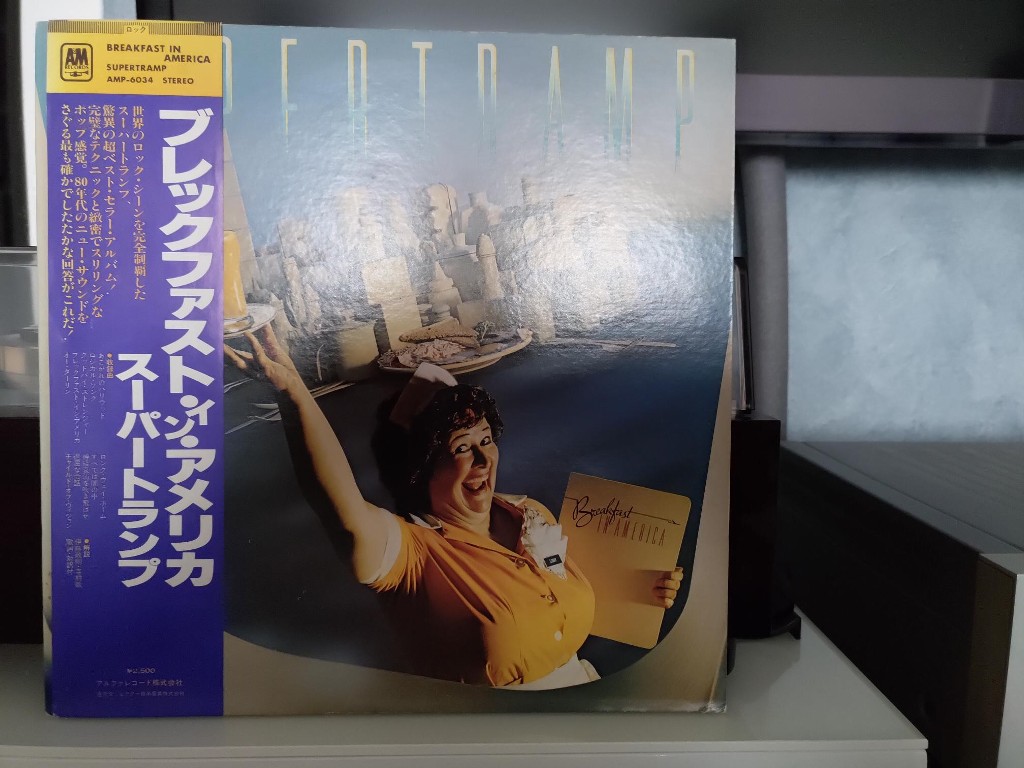 ロック
A&M
RECORDS
BREAKFAST IN
AMERICA
SUPERTRAMP
AMP-6034 STEREO
世界のロック・シーンを完全制覇した
スーパートランプ、
驚異の超ベスト・セラー・アルバム!
完璧なテクニックと緻密でスリリングな
ポップ感覚。80年代のニュー・サウンドを
さぐる最も確かでしたたかな回答がこれだ!
ブレックファスト・イン・アメリカ
スーパートランプ
●収録曲
¥2,500
アルファレコード株式会社
PERTRAMP
Breakfast
IN AMERICA